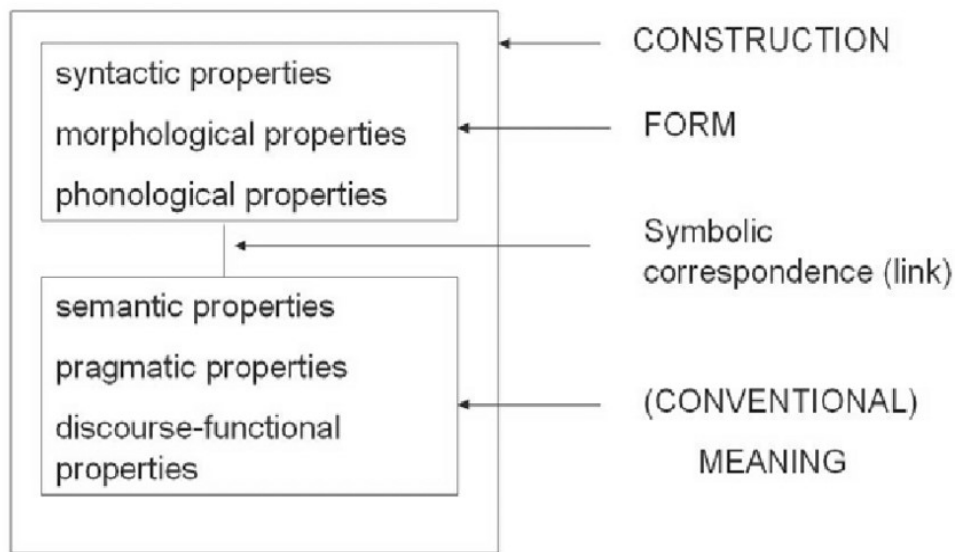 CONSTRUCTION
syntactic properties
morphological properties
FORM
phonological properties
Symbolic
correspondence (link)
semantic properties
pragmatic properties
(CONVENTIONAL)
discourse-functional
properties
MEANING